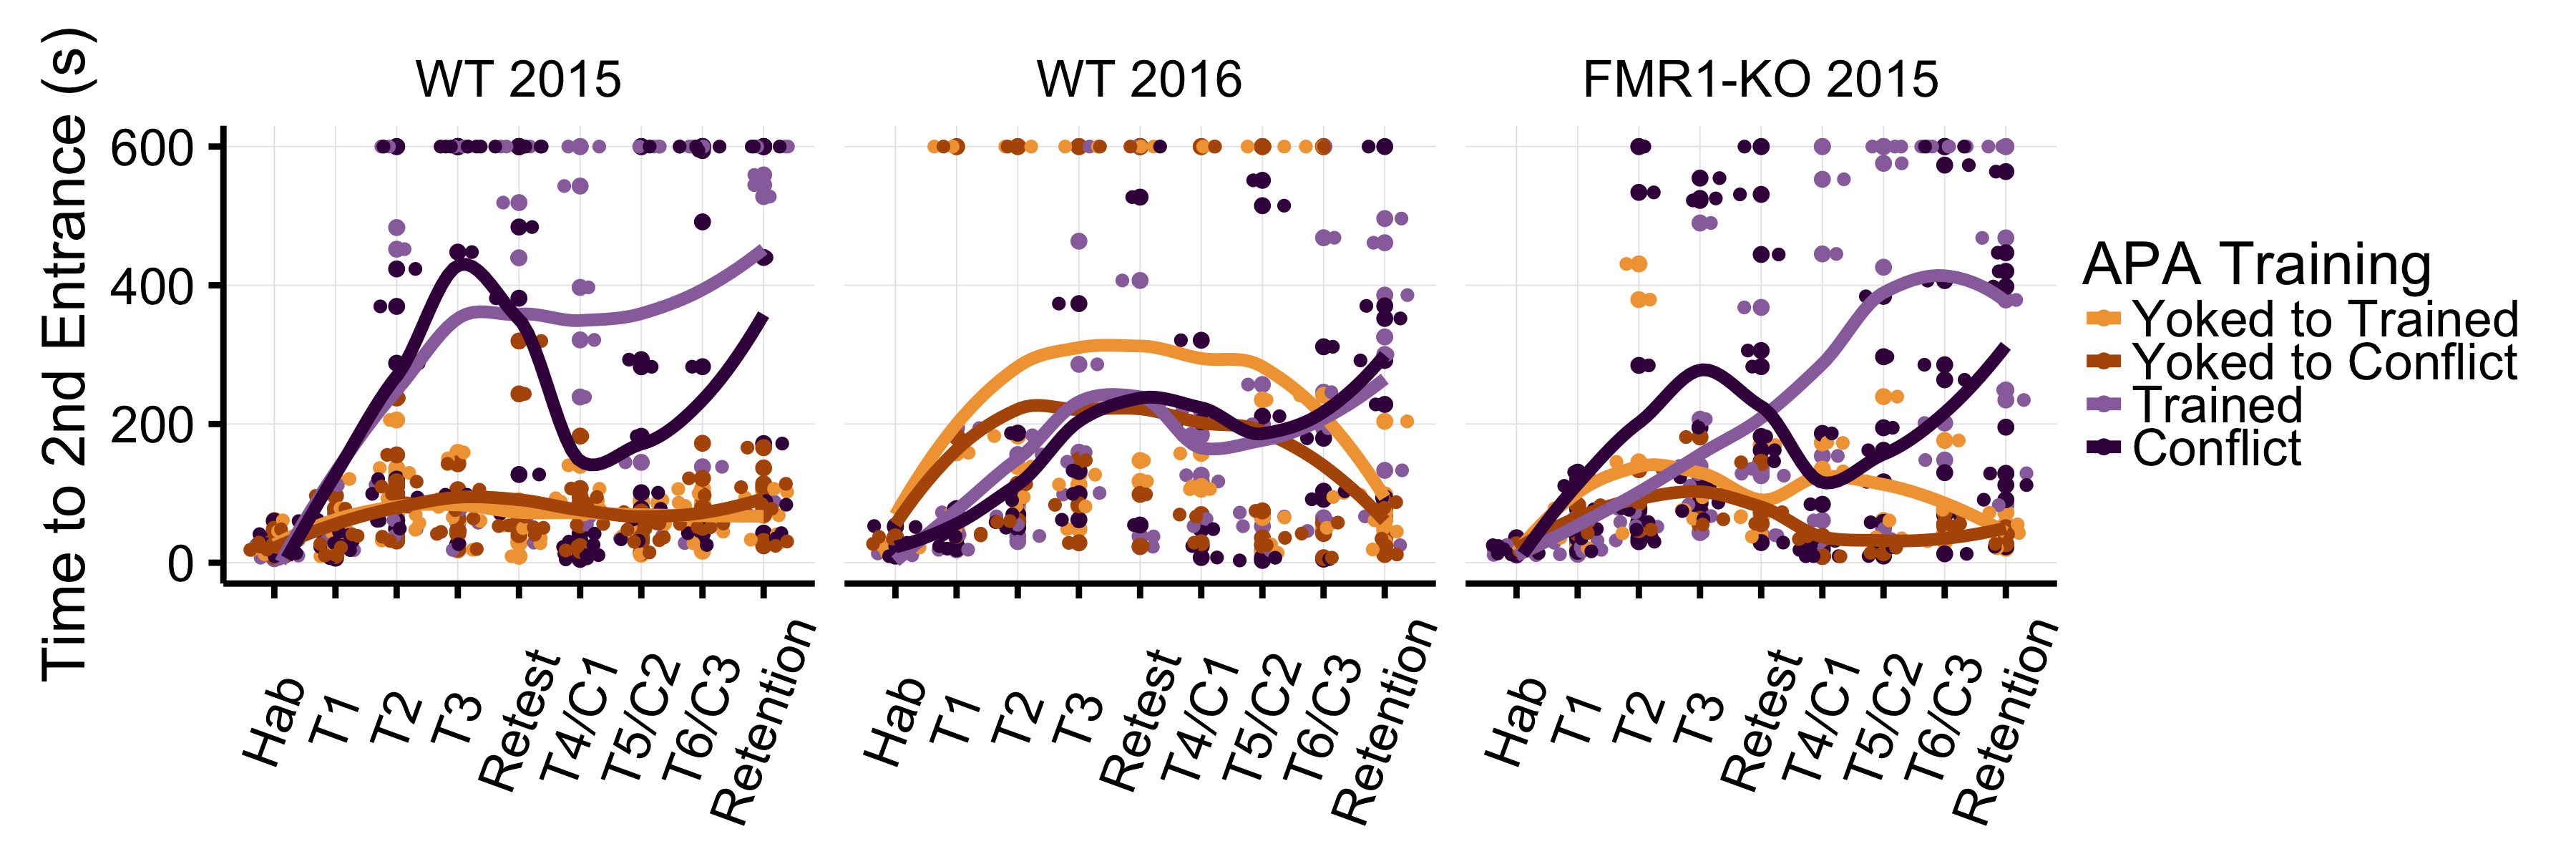 WT 2015
WT 2016
FMR1-KO 2015
Time to 2nd Entrance (s)
600
400
200
0
Hab
T1
T2
T3
Retest
T4/C1
T5/C2
T6/C3
Retention
Hab
T1
T2
T3
Retest
T4/C1
T5/C2
T6/C3
Retention
Hab
T1
T2
T3
Retest
T4/C1
T5/C2
T6/C3
Retention
APA Training
Yoked to Trained
Yoked to Conflict
Trained
Conflict